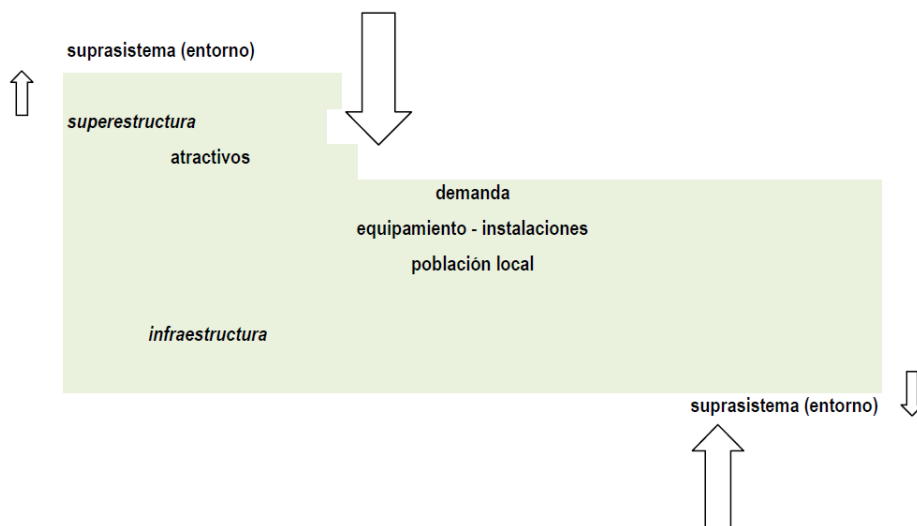 suprasistema (entorno)
superestructura
atractivos
demanda
equipamiento - instalaciones
población local
infraestructura
suprasistema (entorno)